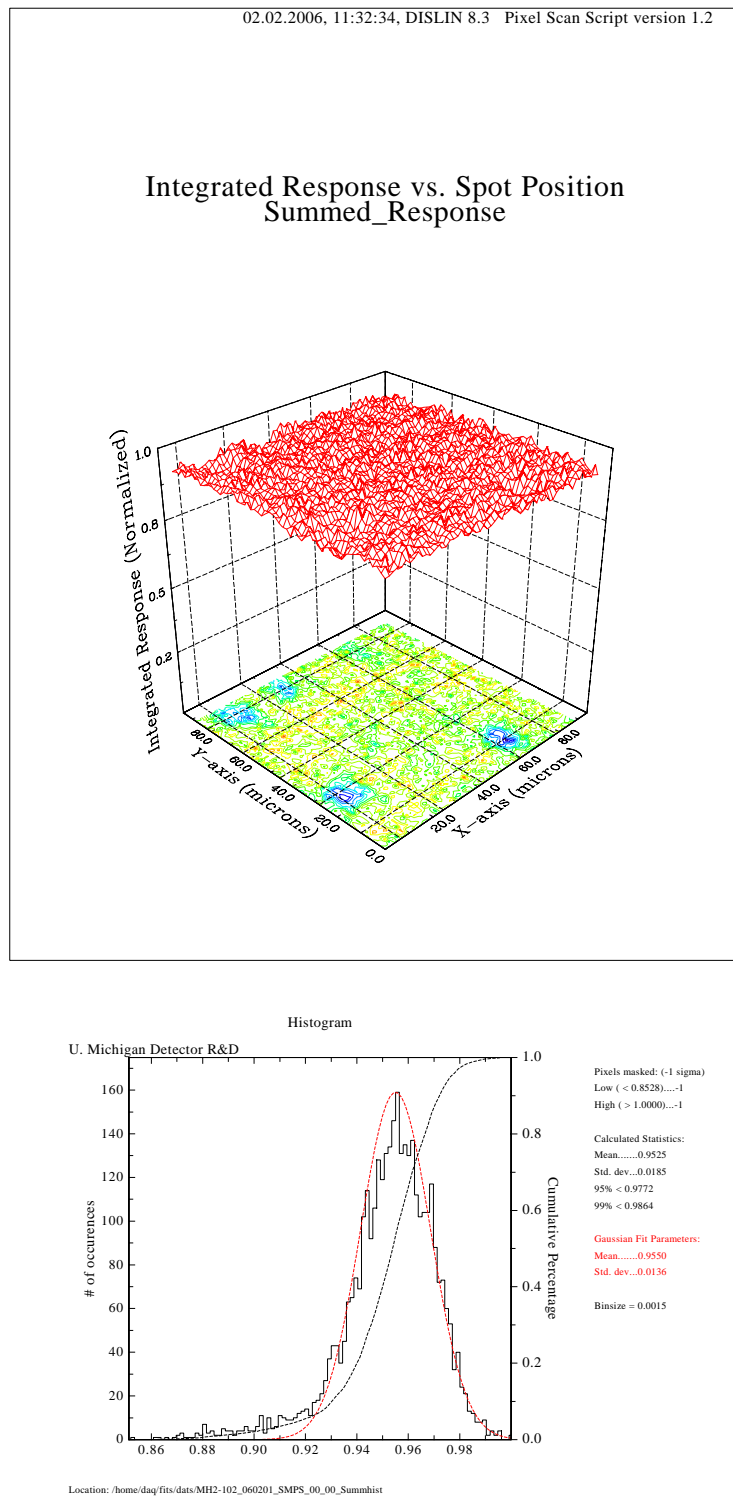 02.02.2006, 11:32:34, DISLIN 8.3   Pixel Scan Script version 1.2
Integrated Response vs. Spot Position
Summed_Response
Integrated Response (Normalized)
1.0
0.8
0.5
0.2
Y-axis (microns)
80.0
60.0
40.0
20.0
0.0
X-axis (microns)
20.0
40.0
60.0
80.0
Histogram
U. Michigan Detector R&D
# of occurences
160
140
120
100
80
60
40
20
0
0.86
0.88
0.90
0.92
0.94
0.96
0.98
1.0
0.8
0.6
0.4
0.2
0.0
Cumulative Percentage
Pixels masked: (-1 sigma)
Low ( < 0.8528)....-1
High ( > 1.0000)...-1
Calculated Statistics:
Mean.......0.9525
Std. dev...0.0185
95% < 0.9772
99% < 0.9864
Gaussian Fit Parameters:
Mean.......0.9550
Std. dev...0.0136
Binsize = 0.0015
Location: /home/daq/fits/dats/MH2-102_060201_SMPS_00_00_Summhist